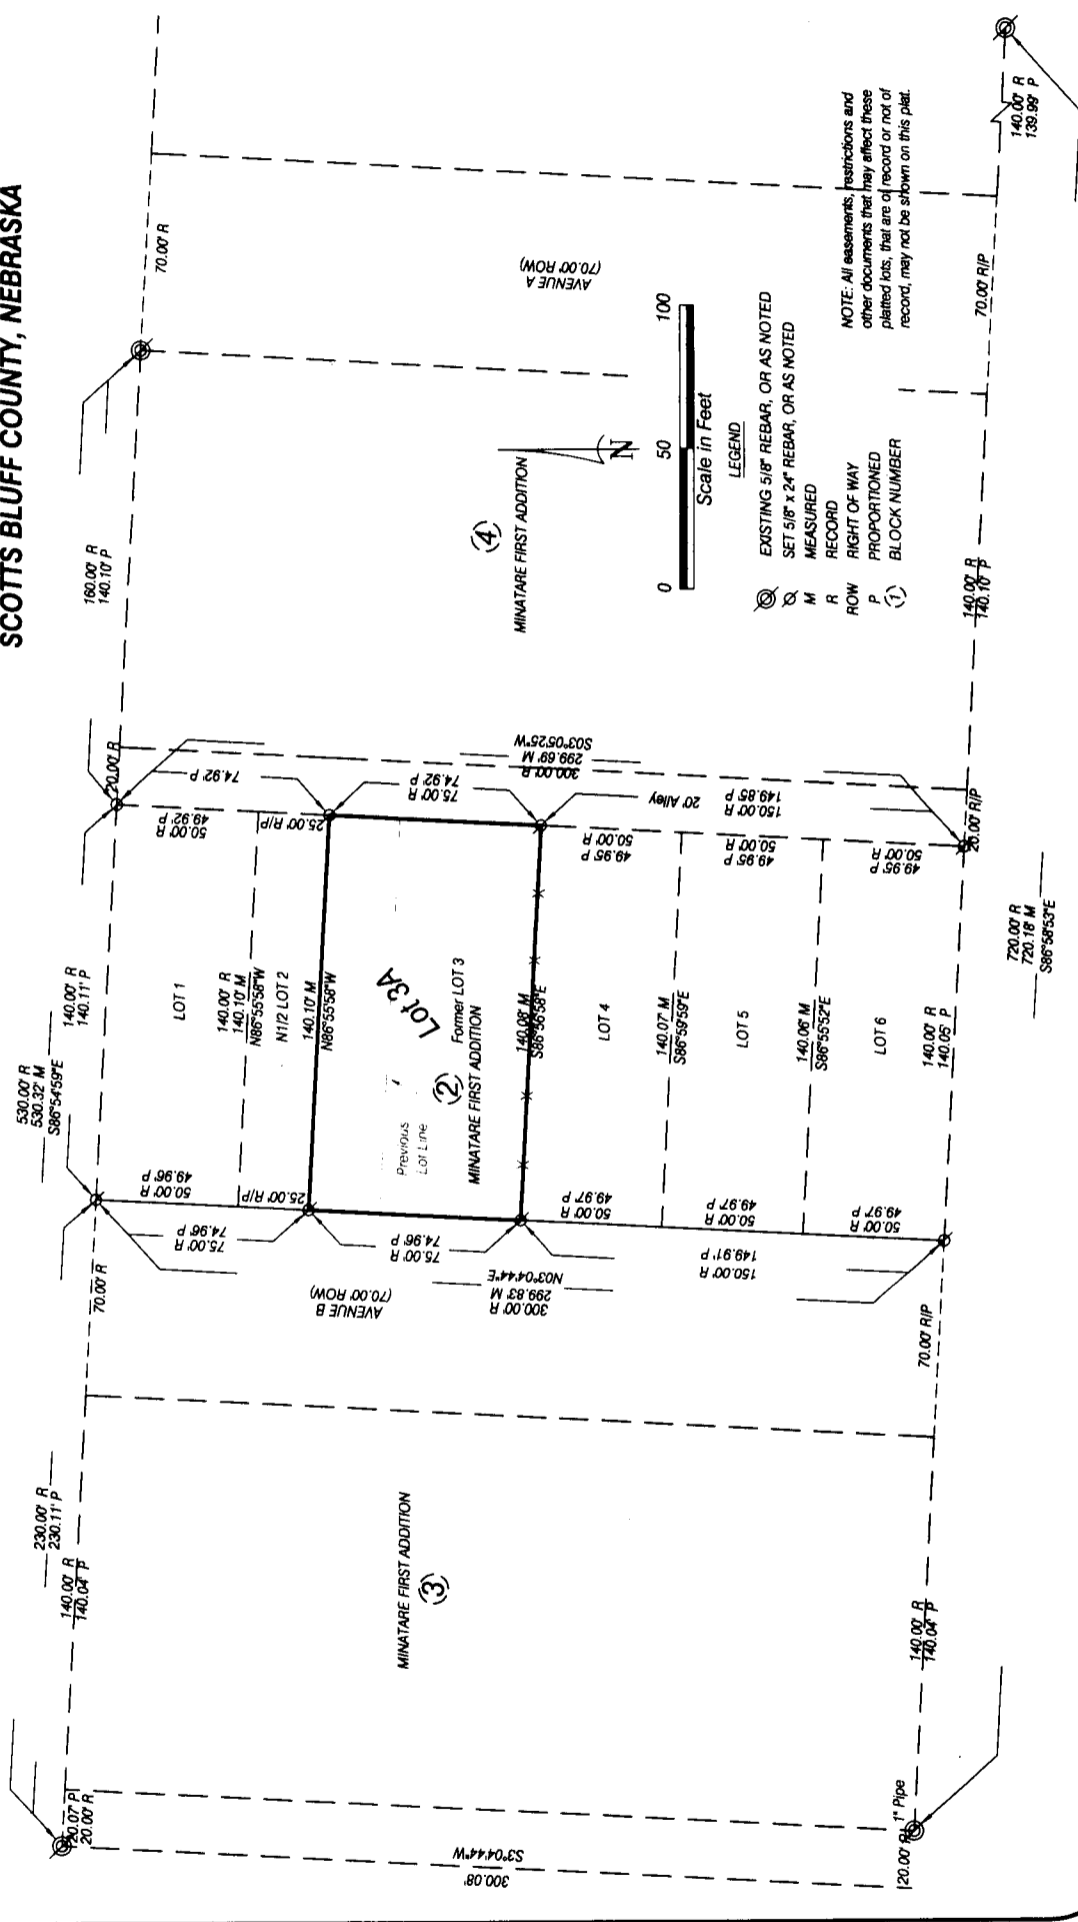 SCOTTS BLUFF COUNTY, NEBRASKA
530.00' R
530.32' M
S86°54'59"E
230.00' R
230.11' P
140.00' R
140.04' P
20.07' P
20.00' R
70.00' R
140.00' R
140.11' P
20.00' R
160.00' R
140.10' P
70.00' R
50.00' R
49.96' P
75.00' R
74.96' P
25.00' R/P
LOT 1
140.00' R
140.10' M
N86°55'58"W
N1/2 LOT 2
140.10' M
N86°55'58"W
50.00' R
49.92' P
25.00' R/P
74.92' P
75.00' R
74.92' P
300.00' R
299.69' M
S03°05'25"W
Lot 3A
Former LOT 3
Previous
Lot Line
(2)
MINATARE FIRST ADDITION
75.00' R
74.96' P
AVENUE B
(70.00' ROW)
300.00' R
299.83' M
N03°04'44"E
140.08' M
S86°56'58"E
LOT 4
50.00' R
49.97' P
50.00' R
49.95' P
20' Alley
140.07' M
S86°59'59"E
LOT 5
50.00' R
49.97' P
50.00' R
49.95' P
150.00' R
149.91' P
150.00' R
149.85' P
140.06' M
S86°55'52"E
LOT 6
50.00' R
49.97' P
50.00' R
49.95' P
140.00' R
140.05' P
20.00' R/P
70.00' R/P
720.00' R
720.18' M
S86°58'53"E
MINATARE FIRST ADDITION
(3)
140.00' R
140.04' P
1" Pipe
20.00' R
S3°04'44"W
300.08'
(4)
MINATARE FIRST ADDITION
N
AVENUE A
(70.00' ROW)
0 50 100
Scale in Feet
LEGEND
EXISTING 5/8" REBAR, OR AS NOTED
SET 5/8" x 24" REBAR, OR AS NOTED
M MEASURED
R RECORD
ROW RIGHT OF WAY
P PROPORTIONED
(1) BLOCK NUMBER
NOTE: All easements, restrictions and
other documents that may affect these
platted lots, that are of record or not of
record, may not be shown on this plat.
140.00' R
140.10' P
70.00' R/P
140.00' R
139.99' P